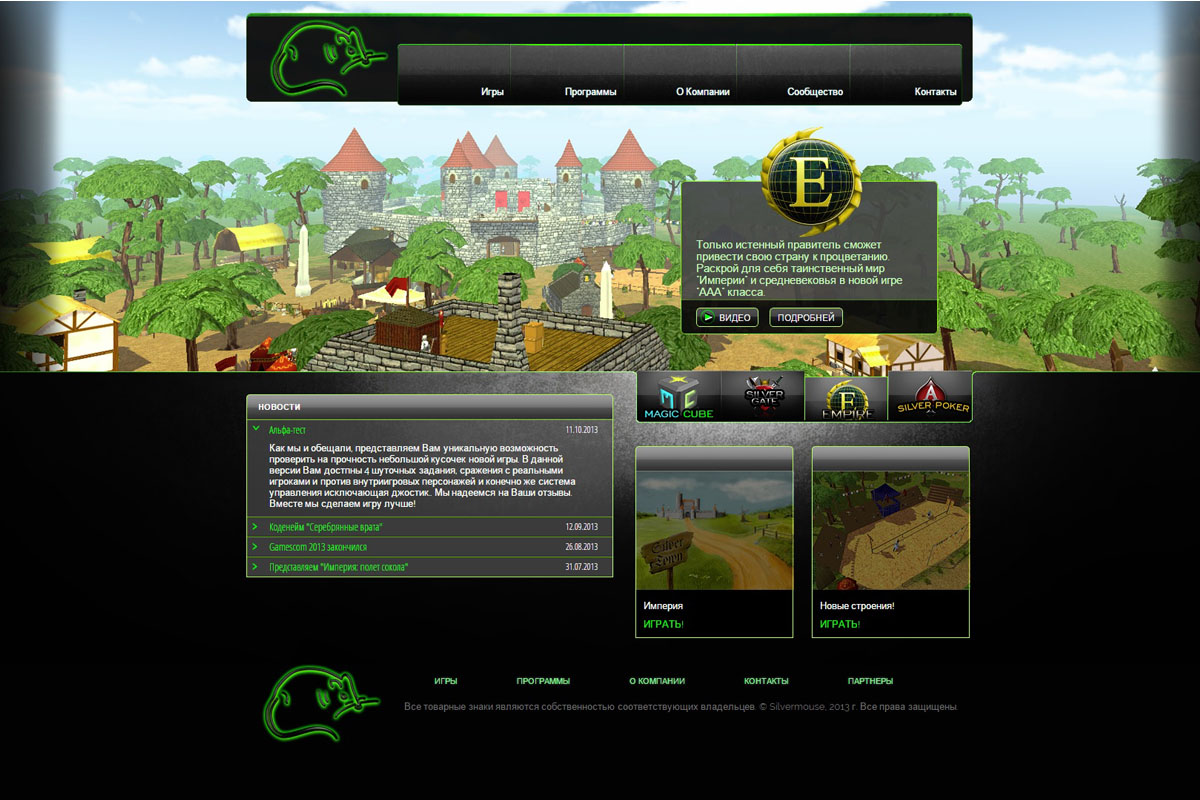 Игры
Программы
О Компании
Сообщество
Контакты
E
Только истенный правитель сможет
привести свою страну к процветанию.
Раскрой для себя таинственный мир
"Империи" и средневековья в новой игре
"ААА" класса.
ВИДЕО
ПОДРОБНЕЙ
MC
MAGIC CUBE
SILVER
GATE
E
EMPIRE
A
SILVER POKER
НОВОСТИ
Альфа-тест 11.10.2013
Как мы и обещали, представляем Вам уникальную возможность
проверить на прочность небольшой кусочек новой игры. В данной
версии Вам достпны 4 шуточных задания, сражения с реальными
игроками и против внутриигровых персонажей и конечно же система
управления исключающая джостик.. Мы надеемся на Ваши отзывы.
Вместе мы сделаем игру лучше!
Коденейм "Серебрянные врата" 12.09.2013
Gamescom 2013 закончился 26.08.2013
Представляем "Империя: полет сокола" 31.07.2013
Silver
Town
Империя
ИГРАТЬ!
Новые строения!
ИГРАТЬ!
ИГРЫ
ПРОГРАММЫ
О КОМПАНИИ
КОНТАКТЫ
ПАРТНЕРЫ
Все товарные знаки являются собственностью соответствующих владельцев. © Silvermouse, 2013 г. Все права защищены.